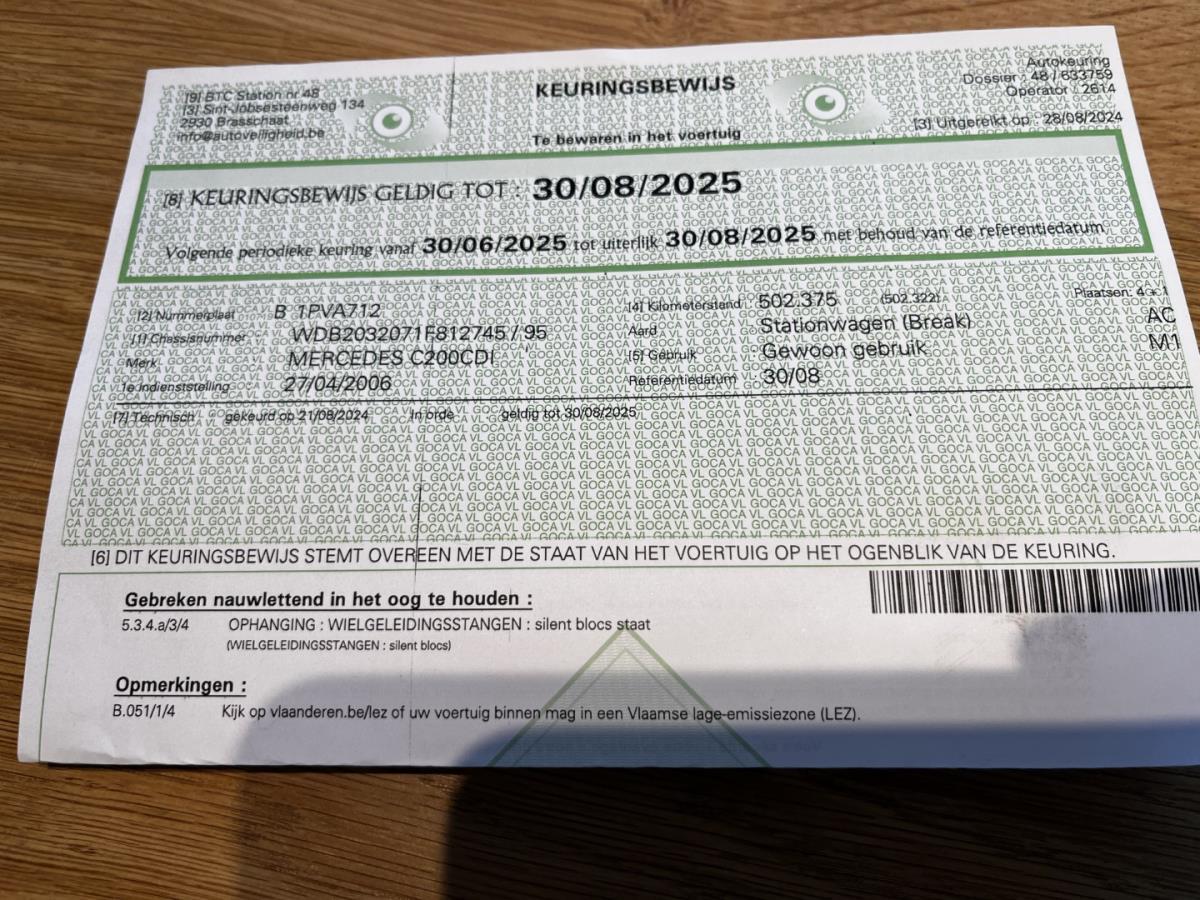 [9] BTC Station nr 48
[3] Sint-Jobsesteenweg 134
2930 Brasschaat
info@autoveiligheid.be
KEURINGSBEWIJS
Te bewaren in het voertuig
Autokeuring
Dossier : 48 / 633759
Operator : 2614
[3] Uitgereikt op : 28/08/2024
[8] KEURINGSBEWIJS GELDIG TOT : 30/08/2025
Volgende periodieke keuring vanaf 30/06/2025 tot uiterlijk 30/08/2025 met behoud van de referentiedatum
[2] Nummerplaat B 1PVA712
[1] Chassisnummer WDB2032071F812745 / 95
Merk MERCEDES C200CDI
1e indienststelling 27/04/2006
[4] Kilometerstand 502.375 (502.322) Plaatsen:
Aard Stationwagen (Break) AC
[5] Gebruik Gewoon gebruik M1
Referentiedatum 30/08
[7] Technisch gekeurd op 21/08/2024 In orde geldig tot 30/08/2025
[6] DIT KEURINGSBEWIJS STEMT OVEREEN MET DE STAAT VAN HET VOERTUIG OP HET OGENBLIK VAN DE KEURING.
Gebreken nauwlettend in het oog te houden :
5.3.4.a/3/4 OPHANGING : WIELGELEIDINGSSTANGEN : silent blocs staat
(WIELGELEIDINGSSTANGEN : silent blocs)
Opmerkingen :
B.051/1/4 Kijk op vlaanderen.be/lez of uw voertuig binnen mag in een Vlaamse lage-emissiezone (LEZ).